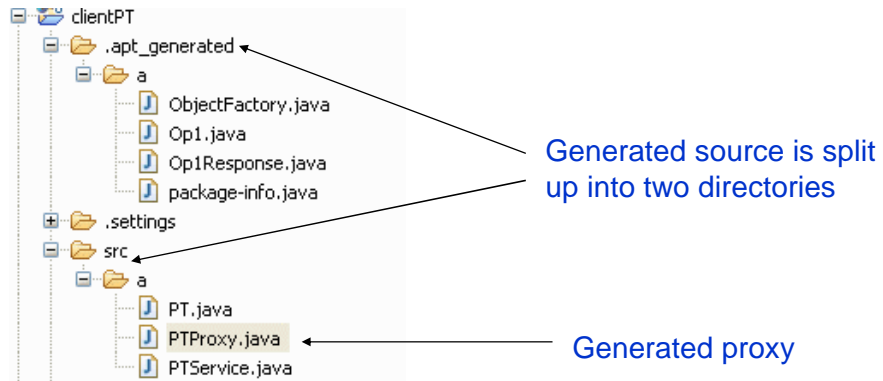 clientPT
.apt_generated
a
ObjectFactory.java
Op1.java
Op1Response.java
package-info.java
.settings
src
a
PT.java
PTProxy.java
PTService.java
Generated source is split
up into two directories
Generated proxy